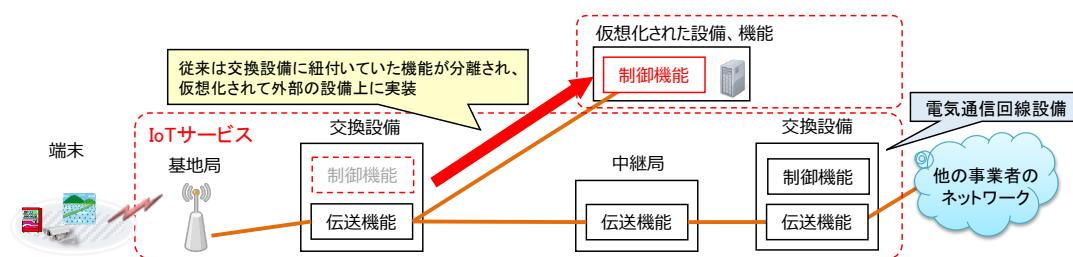 仮想化された設備、機能
制御機能
従来は交換設備に紐付いていた機能が分離され、
仮想化されて外部の設備上に実装
電気通信回線設備
IoTサービス
端末
基地局
交換設備
制御機能
伝送機能
中継局
伝送機能
交換設備
制御機能
伝送機能
他の事業者の
ネットワーク